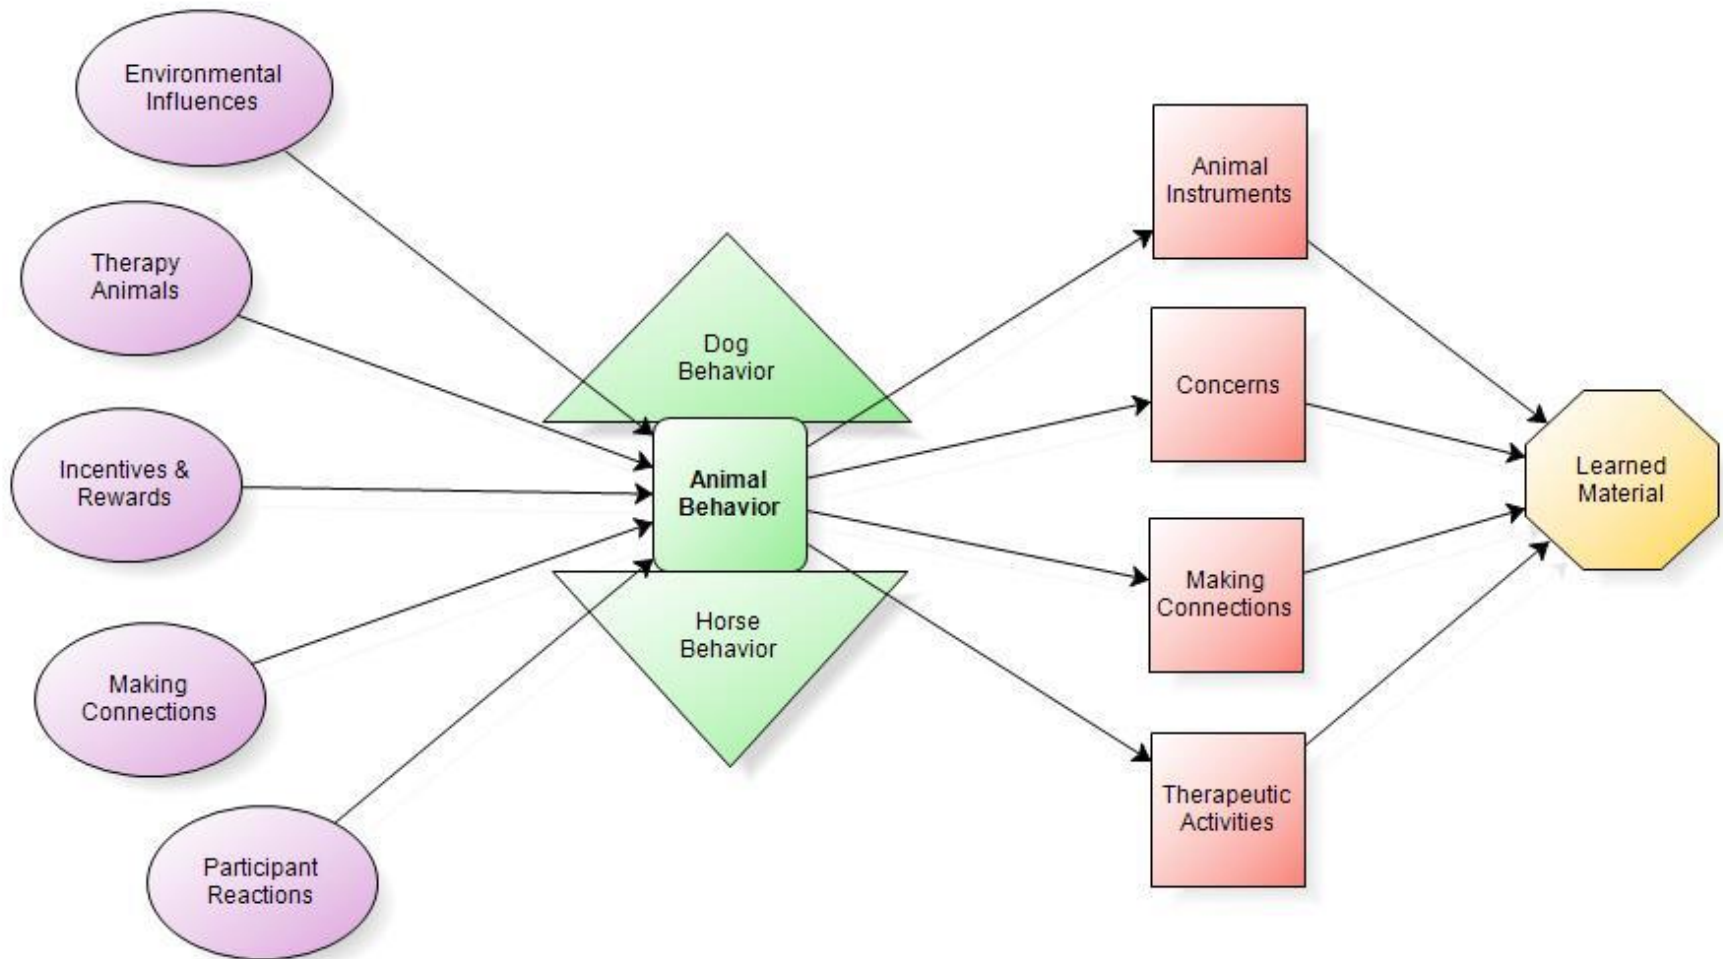 Environmental
Influences
Therapy
Animals
Incentives &
Rewards
Making
Connections
Participant
Reactions
Dog
Behavior
Animal
Behavior
Horse
Behavior
Animal
Instruments
Concerns
Making
Connections
Therapeutic
Activities
Learned
Material